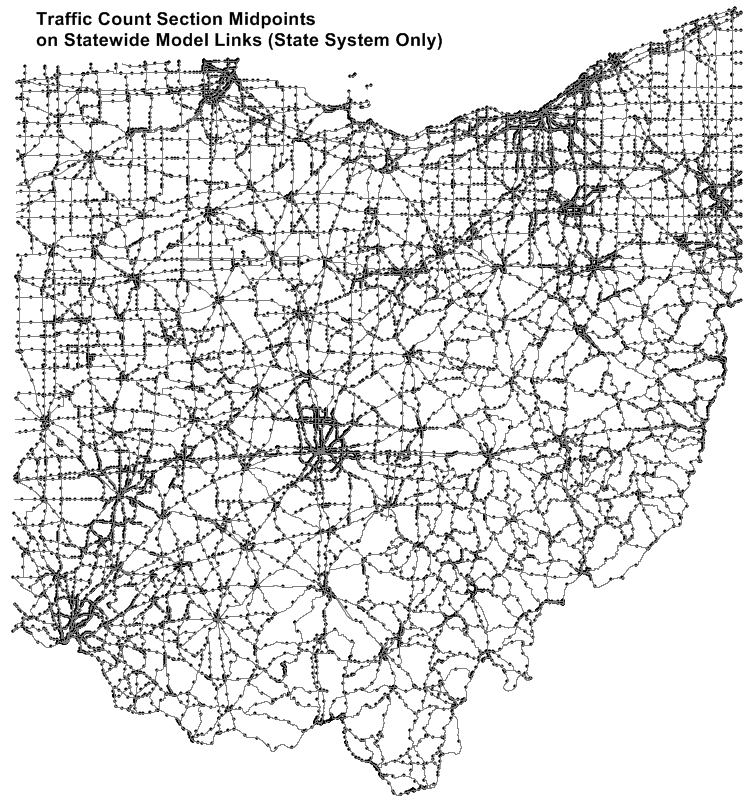 Traffic Count Section Midpoints
on Statewide Model Links (State System Only)